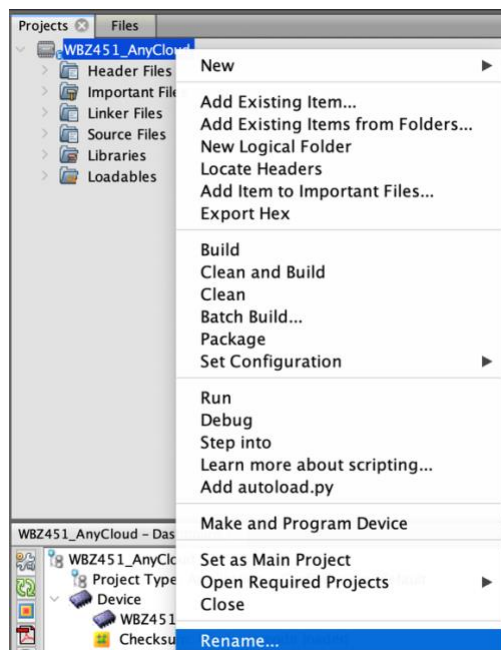 Projects Files
WBZ451_AnyCloud
Header Files
Important File
Linker Files
Source Files
Libraries
Loadables
New
Add Existing Item...
Add Existing Items from Folders...
New Logical Folder
Locate Headers
Add Item to Important Files...
Export Hex
Build
Clean and Build
Clean
Batch Build...
Package
Set Configuration
Run
Debug
Step into
Learn more about scripting...
Add autoload.py
Make and Program Device
Set as Main Project
Open Required Projects
Close
Rename...
WBZ451_AnyCloud – Das
WBZ451_AnyClo
Project Type
Device
WBZ451
Checksu